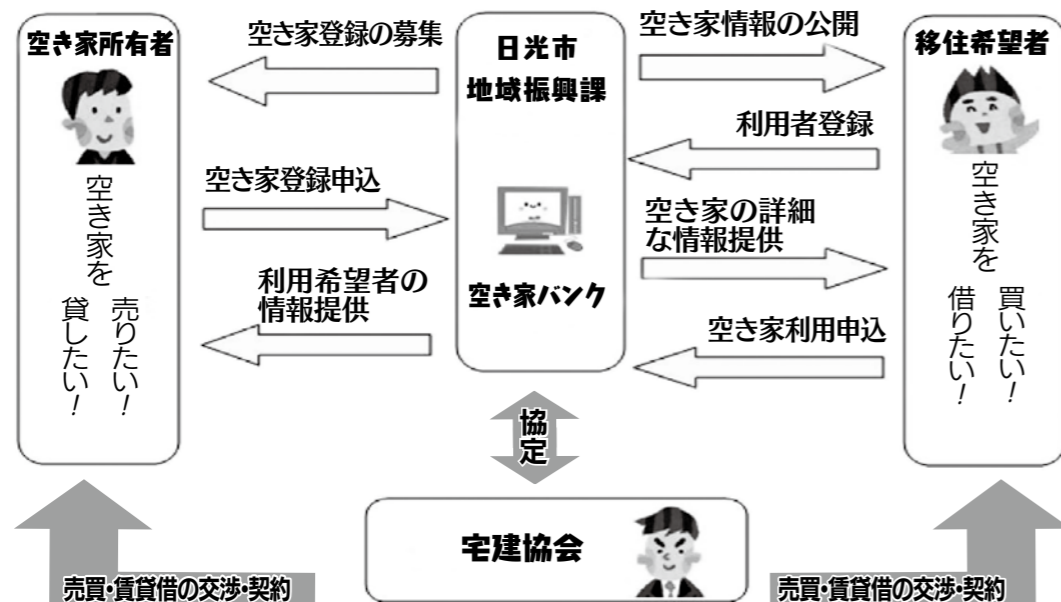 空き家所有者
空き家を
売りたい！
貸したい！
空き家登録の募集
空き家登録申込
利用希望者の
情報提供
日光市
地域振興課
空き家バンク
空き家情報の公開
利用者登録
空き家の詳細
な情報提供
空き家利用申込
移住希望者
空き家を
買いたい！
借りたい！
協定
宅建協会
売買・賃貸借の交渉・契約
売買・賃貸借の交渉・契約